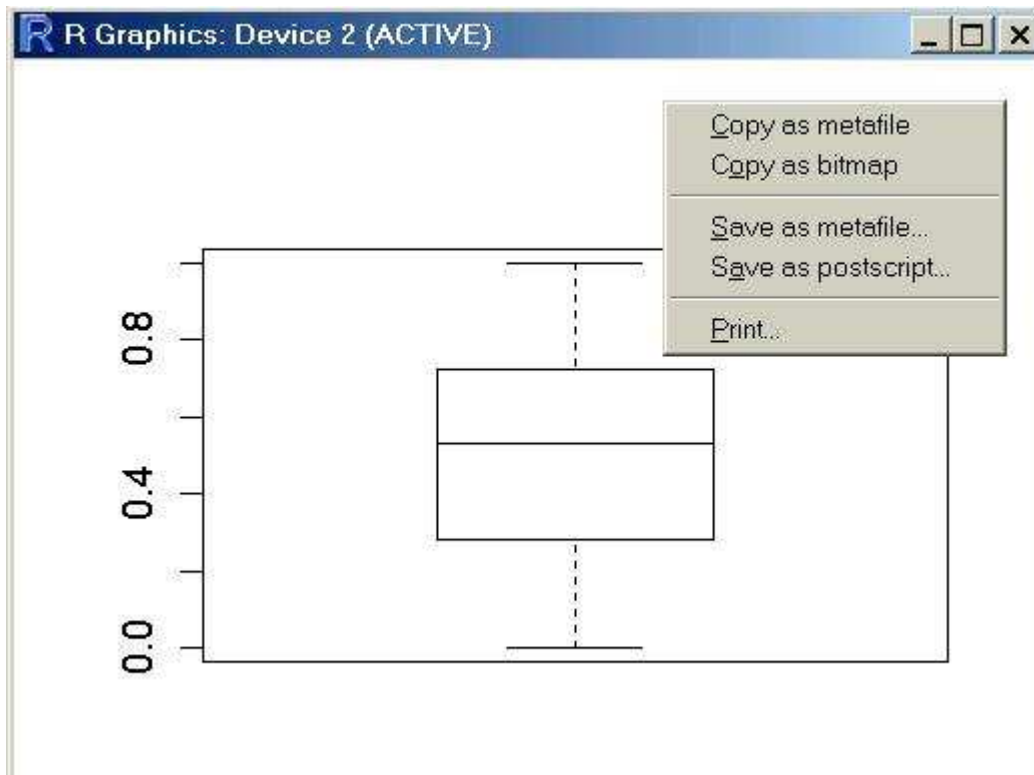 R R Graphics: Device 2 (ACTIVE)
Copy as metafile
Copy as bitmap
Save as metafile...
Save as postscript...
Print...
0.8
0.4
0.0